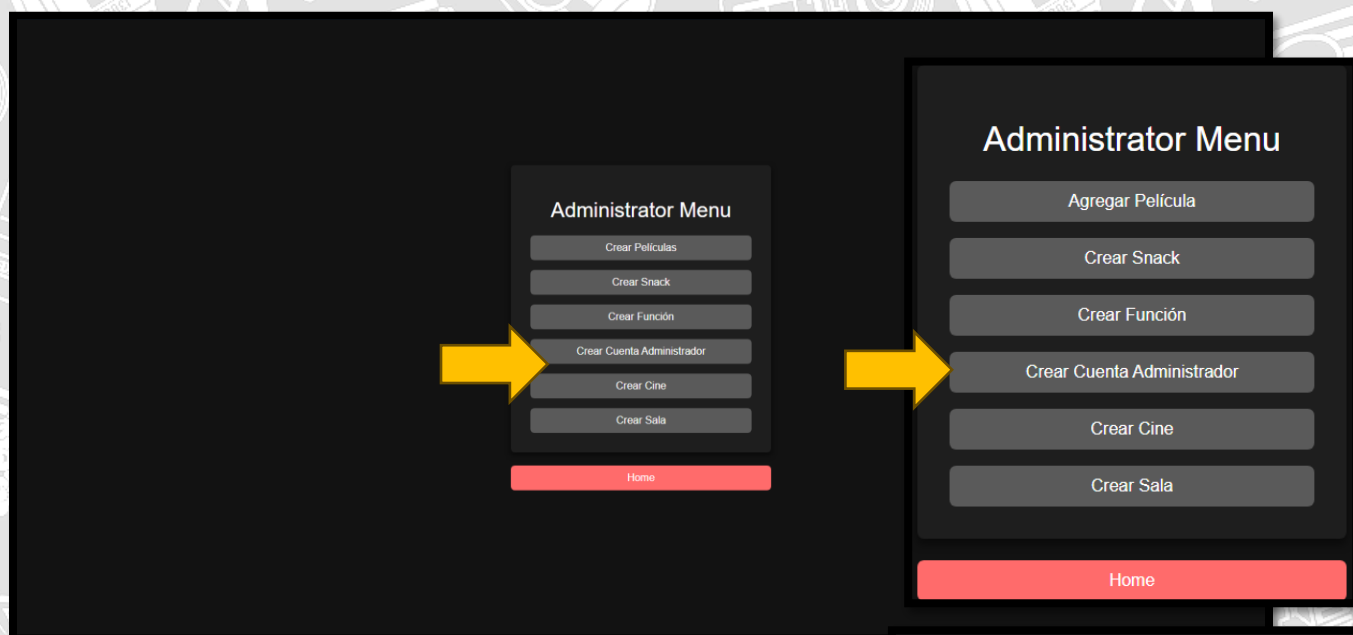 Administrator Menu
Crear Películas
Crear Snack
Crear Función
Crear Cuenta Administrador
Crear Cine
Crear Sala
Home
Administrator Menu
Agregar Película
Crear Snack
Crear Función
Crear Cuenta Administrador
Crear Cine
Crear Sala
Home